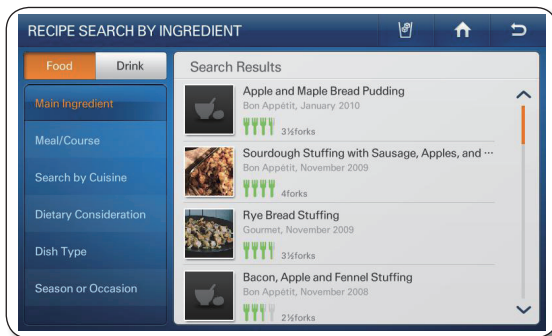 RECIPE SEARCH BY INGREDIENT
Food
Drink
Main Ingredient
Meal/Course
Search by Cuisine
Dietary Consideration
Dish Type
Season or Occasion
Search Results
Apple and Maple Bread Pudding
Bon Appétit, January 2010
3½forks
Sourdough Stuffing with Sausage, Apples, and ···
Bon Appétit, November 2009
4forks
Rye Bread Stuffing
Gourmet, November 2009
3½forks
Bacon, Apple and Fennel Stuffing
Bon Appétit, November 2008
2½forks